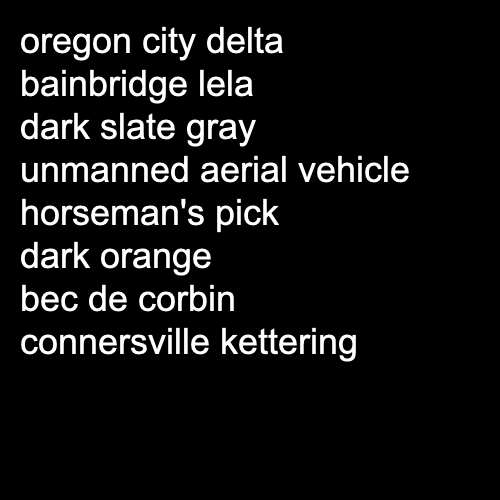 oregon city delta
bainbridge lela
dark slate gray
unmanned aerial vehicle
horseman's pick
dark orange
bec de corbin
connersville kettering